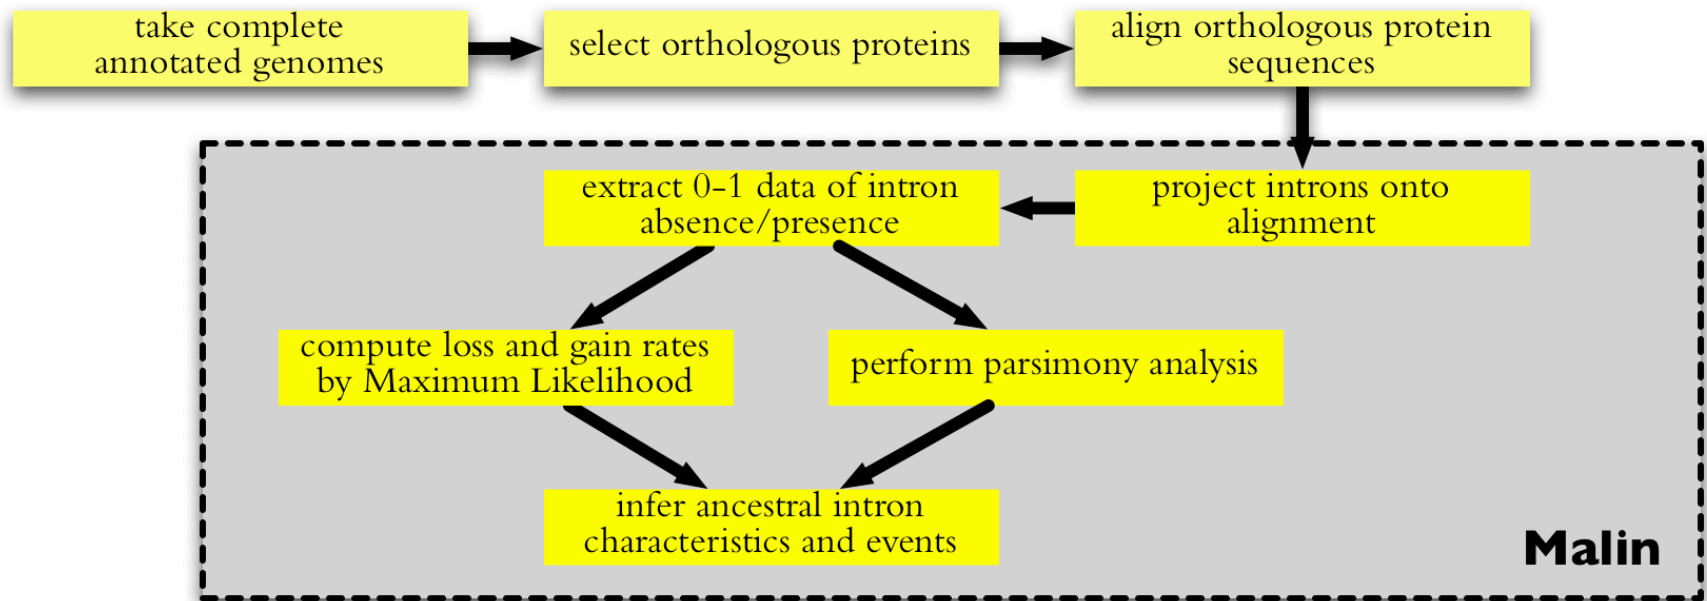 take complete
annotated genomes
select orthologous proteins
align orthologous protein
sequences
extract 0-1 data of intron
absence/presence
project introns onto
alignment
compute loss and gain rates
by Maximum Likelihood
perform parsimony analysis
infer ancestral intron
characteristics and events
Malin